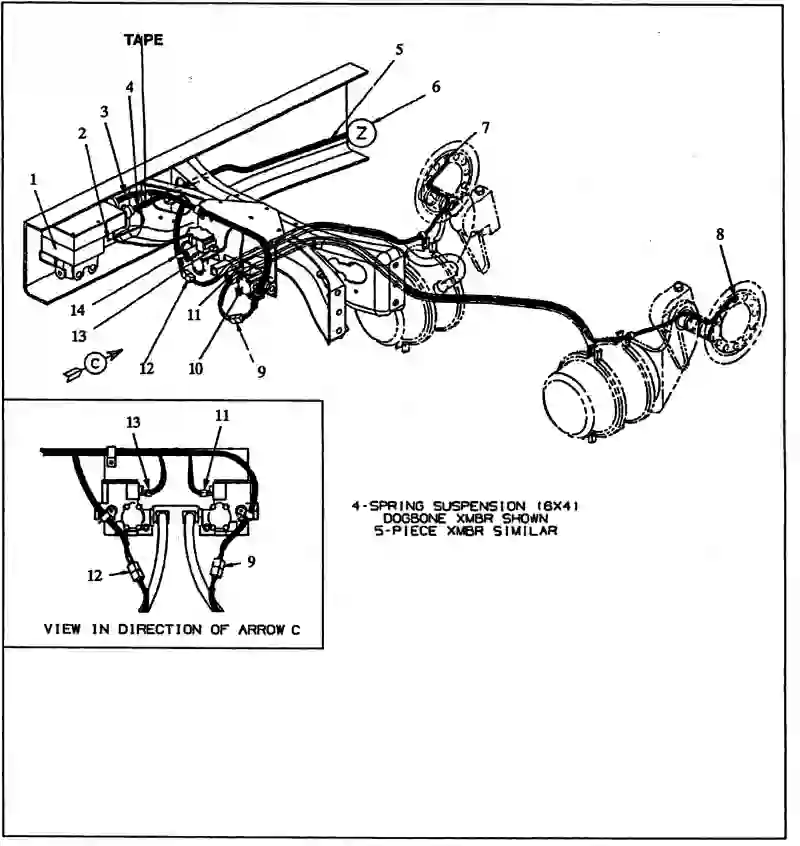 TAPE
5
4
6
3
2
Z
7
1
8
14
11
13
12
10
9
C
13
11
4-SPRING SUSPENSION (6X4)
DOGBONE XMBR SHOWN
5-PIECE XMBR SIMILAR
12
9
VIEW IN DIRECTION OF ARROW C